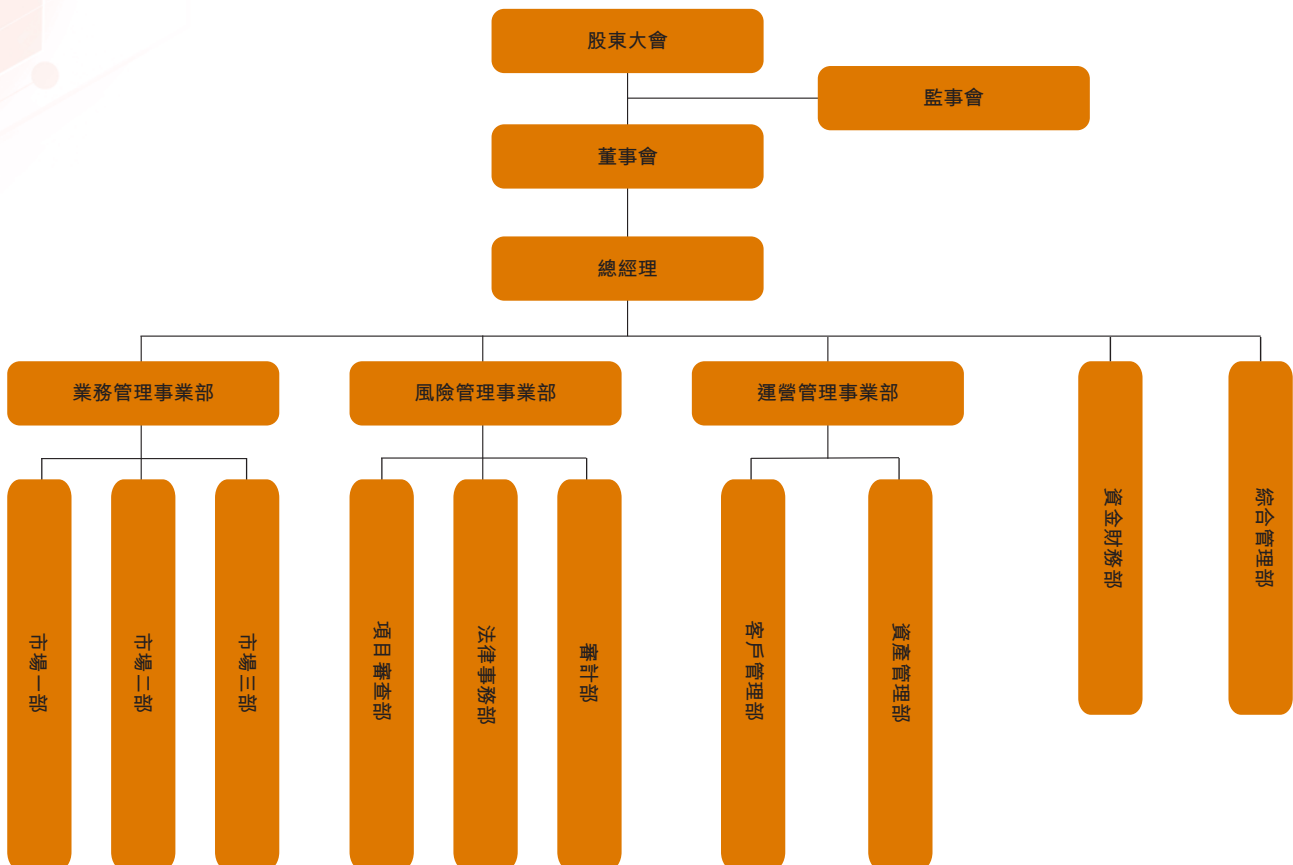 股東大會
監事會
董事會
總經理
業務管理事業部
風險管理事業部
運營管理事業部
資金財務部
綜合管理部
市場一部
市場二部
市場三部
項目審查部
法律事務部
審計部
客戶管理部
資產管理部